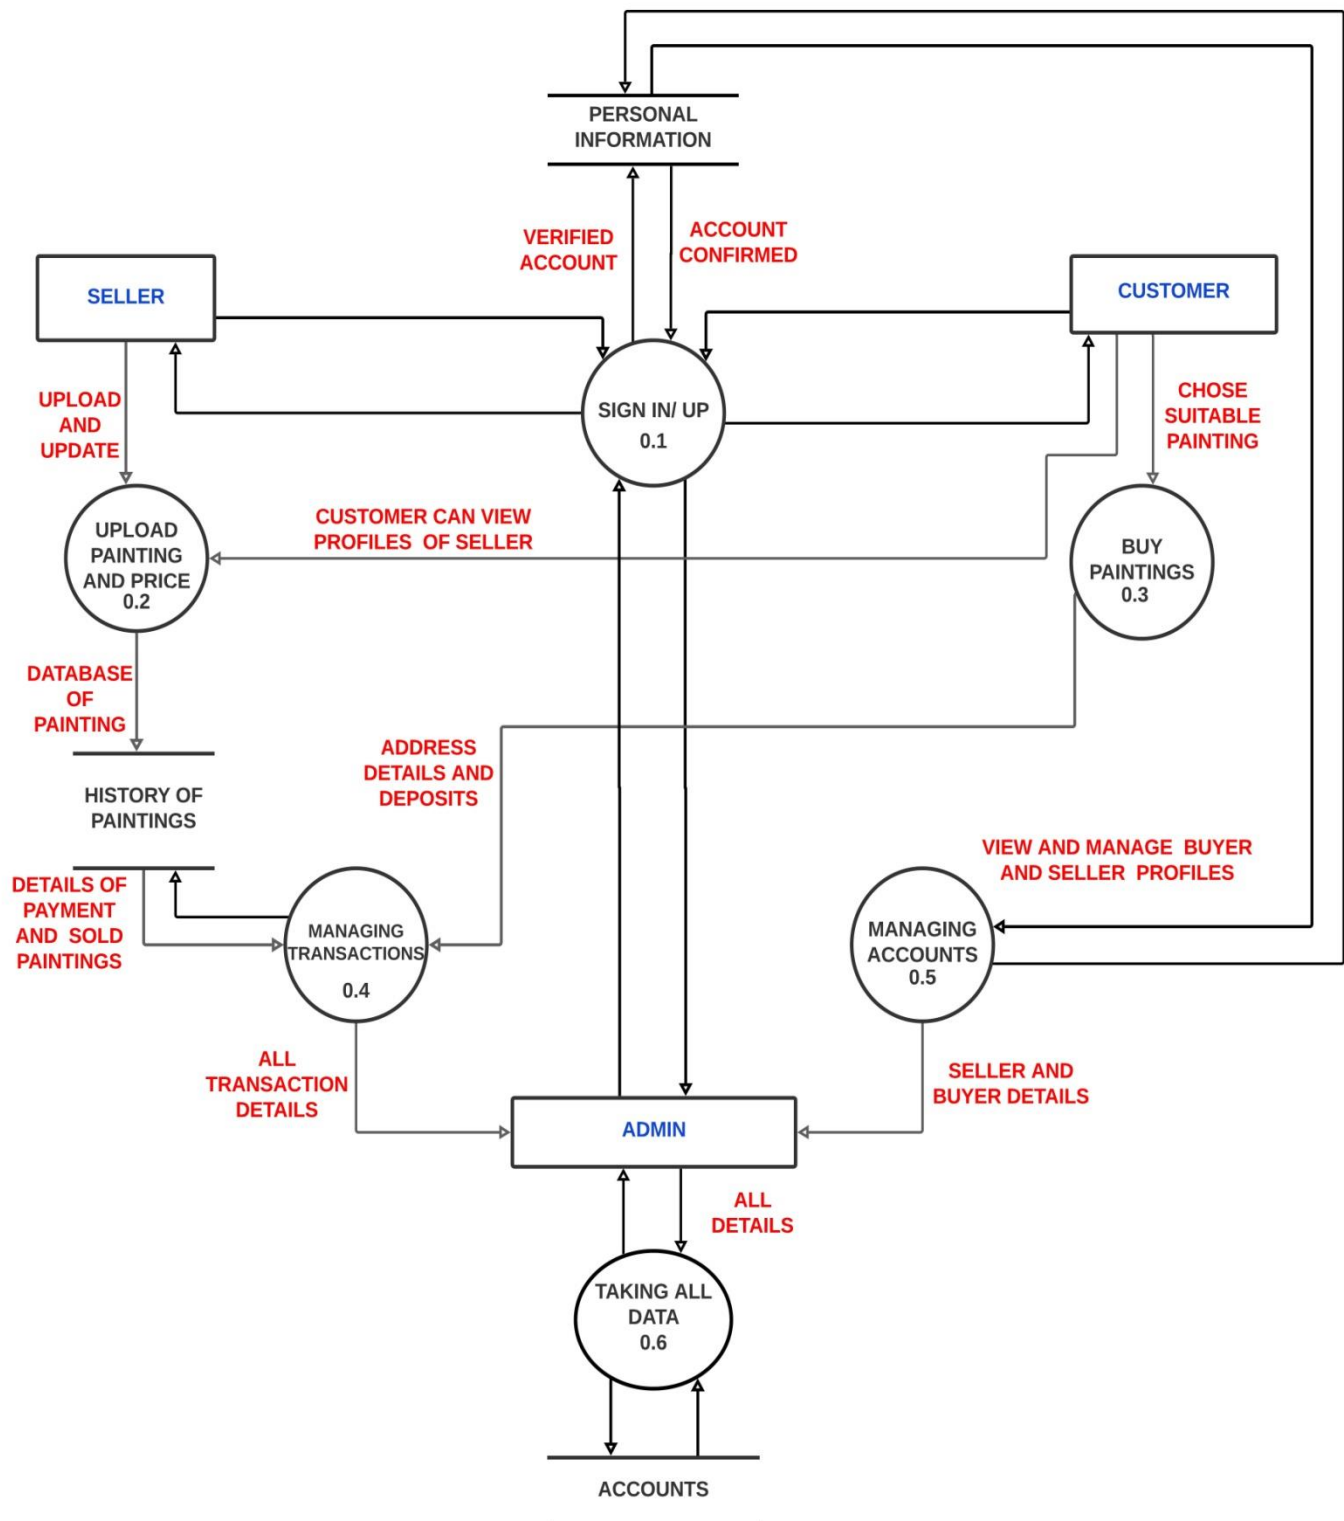 PERSONAL
INFORMATION
VERIFIED
ACCOUNT
ACCOUNT
CONFIRMED
SELLER
CUSTOMER
SIGN IN/ UP
0.1
UPLOAD
AND
UPDATE
CHOSE
SUITABLE
PAINTING
CUSTOMER CAN VIEW
PROFILES OF SELLER
UPLOAD
PAINTING
AND PRICE
0.2
BUY
PAINTINGS
0.3
DATABASE
OF
PAINTING
ADDRESS
DETAILS AND
DEPOSITS
HISTORY OF
PAINTINGS
VIEW AND MANAGE BUYER
AND SELLER PROFILES
DETAILS OF
PAYMENT
AND SOLD
PAINTINGS
MANAGING
TRANSACTIONS
0.4
MANAGING
ACCOUNTS
0.5
ALL
TRANSACTION
DETAILS
SELLER AND
BUYER DETAILS
ADMIN
ALL
DETAILS
TAKING ALL
DATA
0.6
ACCOUNTS